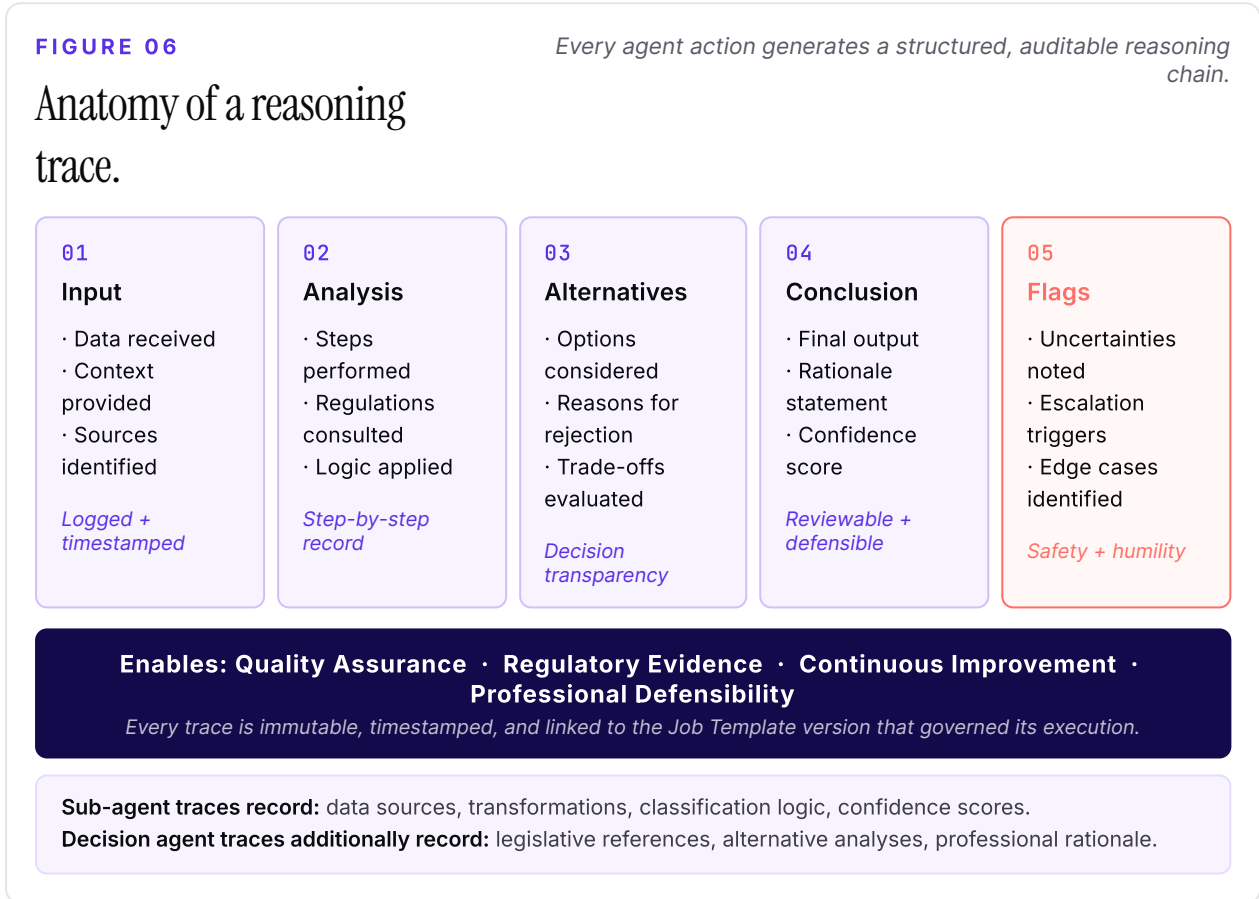 FIGURE 06
Every agent action generates a structured, auditable reasoning
chain.
Anatomy of a reasoning
trace.
01
Input
· Data received
· Context
provided
· Sources
identified
Logged +
timestamped
02
Analysis
· Steps
performed
· Regulations
consulted
· Logic applied
Step-by-step
record
03
Alternatives
· Options
considered
· Reasons for
rejection
· Trade-offs
evaluated
Decision
transparency
04
Conclusion
· Final output
· Rationale
statement
· Confidence
score
Reviewable +
defensible
05
Flags
· Uncertainties
noted
· Escalation
triggers
· Edge cases
identified
Safety + humility
Enables: Quality Assurance · Regulatory Evidence · Continuous Improvement ·
Professional Defensibility
Every trace is immutable, timestamped, and linked to the Job Template version that governed its execution.
Sub-agent traces record: data sources, transformations, classification logic, confidence scores.
Decision agent traces additionally record: legislative references, alternative analyses, professional rationale.